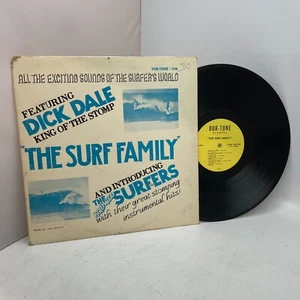 DUB-TONE
30
ALL THE EXCITING SOUNDS OF THE SURFER'S WORLD
FEATURING
DICK DALE
KING OF THE STOMP
"THE SURF FAMILY"
AND INTRODUCING
THE
SURFERS
with their great stomping
instrumental hits!
DUB-TONE
"THE SURF FAMILY"